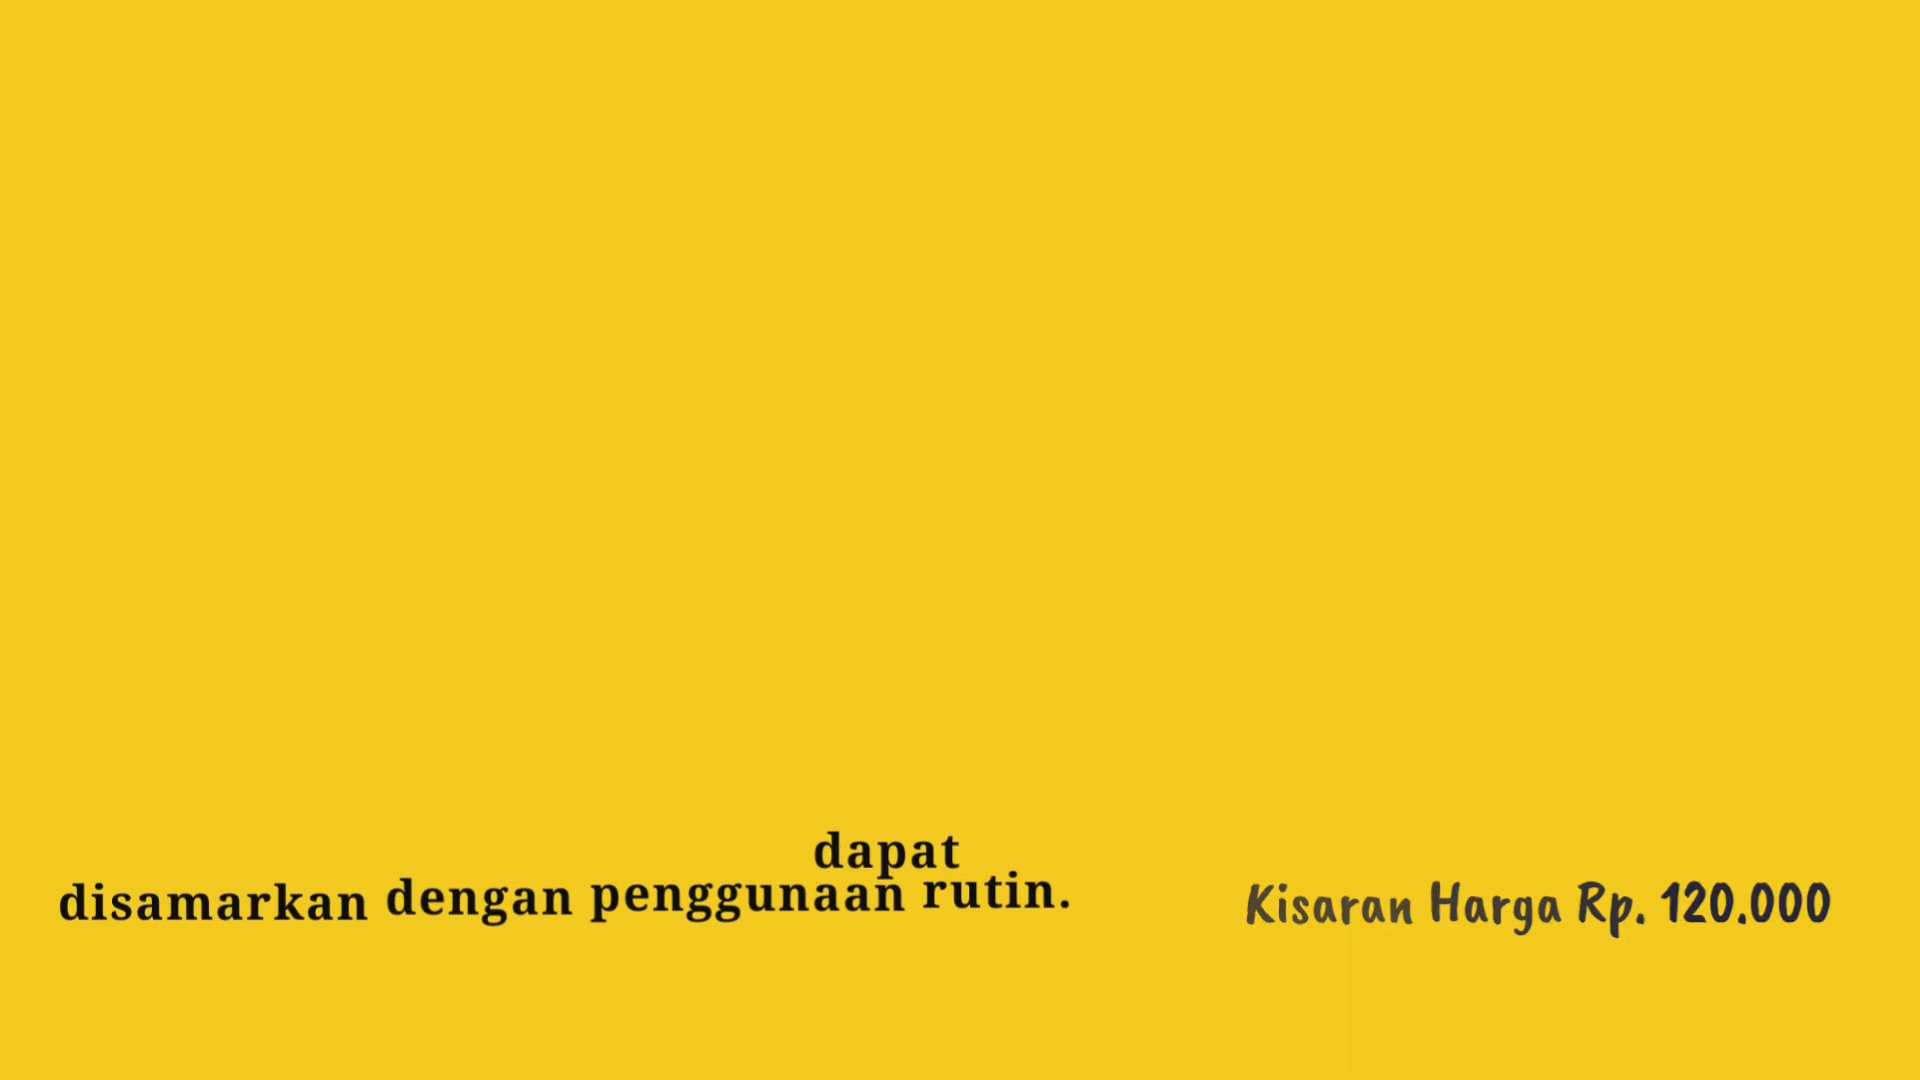 dapat
disamarkan dengan penggunaan rutin.
Kisaran Harga Rp. 120.000